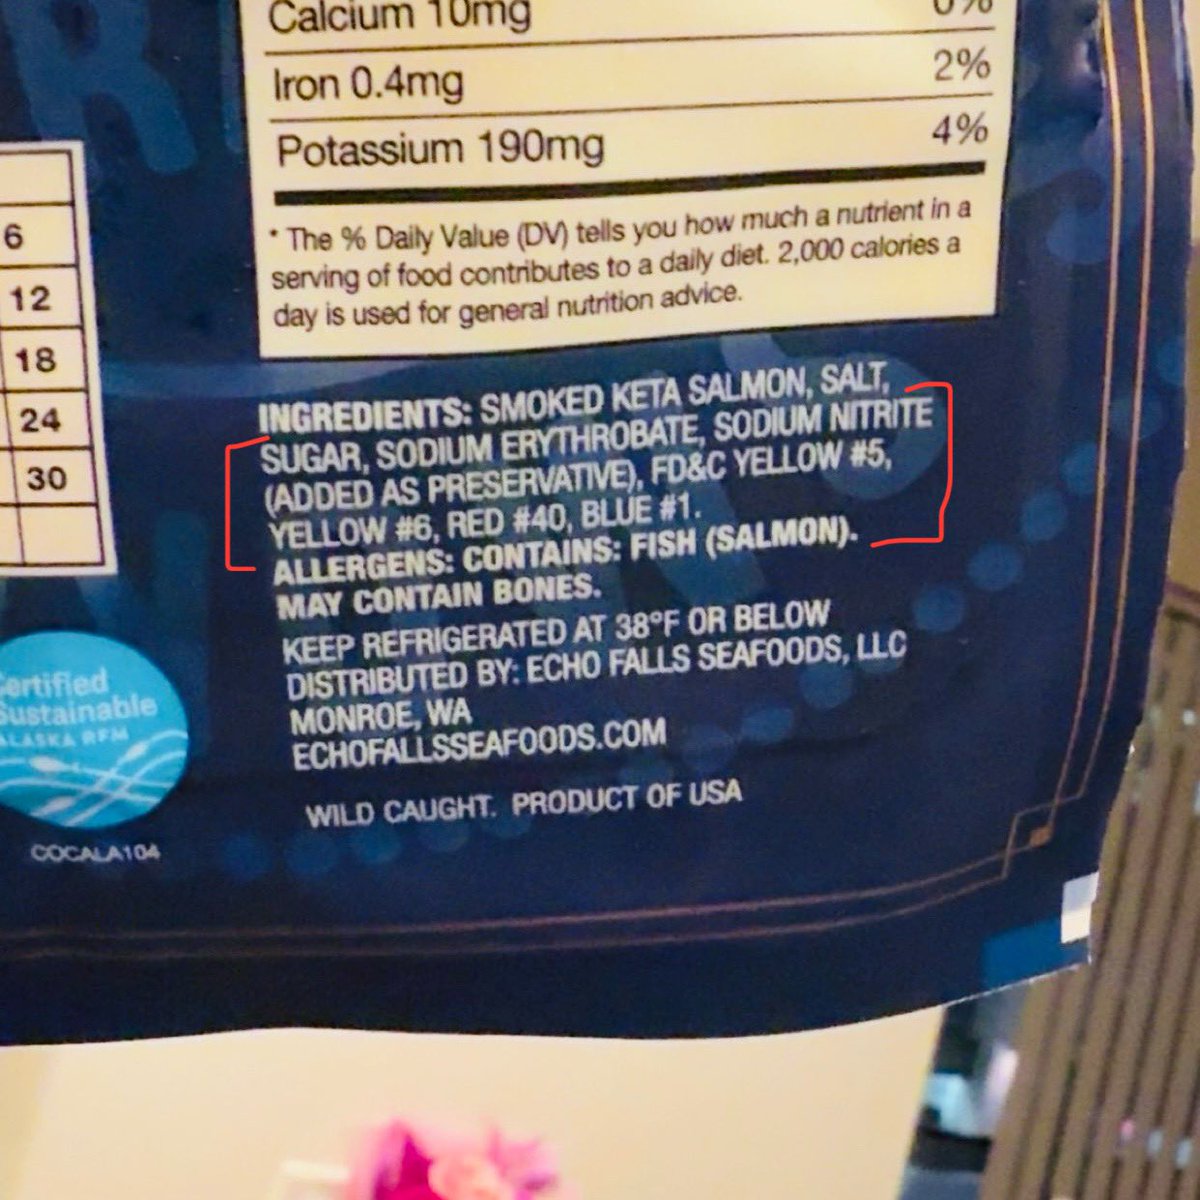 Calcium 10mg 0%
Iron 0.4mg 2%
Potassium 190mg 4%
* The % Daily Value (DV) tells you how much a nutrient in a
serving of food contributes to a daily diet. 2,000 calories a
day is used for general nutrition advice.
6
12
18
24
30
INGREDIENTS: SMOKED KETA SALMON, SALT,
SUGAR, SODIUM ERYTHROBATE, SODIUM NITRITE
(ADDED AS PRESERVATIVE), FD&C YELLOW #5,
YELLOW #6, RED #40, BLUE #1.
ALLERGENS: CONTAINS: FISH (SALMON).
MAY CONTAIN BONES.
KEEP REFRIGERATED AT 38°F OR BELOW
DISTRIBUTED BY: ECHO FALLS SEAFOODS, LLC
MONROE, WA
ECHOFALLSSEAFOODS.COM
WILD CAUGHT. PRODUCT OF USA
Certified
Sustainable
ALASKA RFM
COCALA104